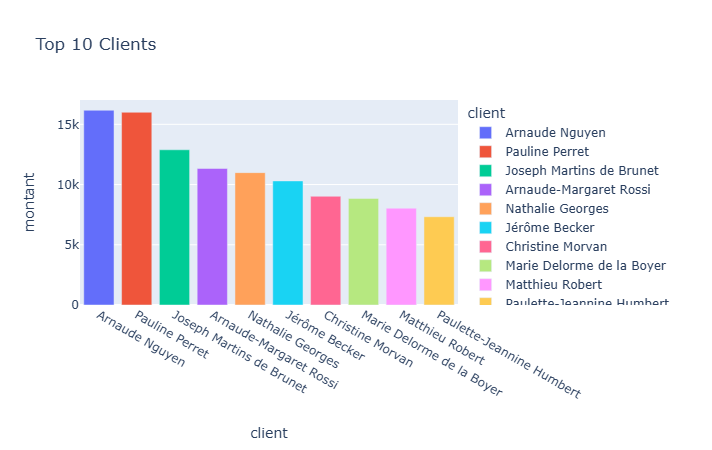 Top 10 Clients
montant
15k
10k
5k
0
Arnaude Nguyen
Pauline Perret
Joseph Martins de Brunet
Arnaude-Margaret Rossi
Nathalie Georges
Jérôme Becker
Christine Morvan
Marie Delorme de la Boyer
Matthieu Robert
Paulette-Jeannine Humbert
client
client
Arnaude Nguyen
Pauline Perret
Joseph Martins de Brunet
Arnaude-Margaret Rossi
Nathalie Georges
Jérôme Becker
Christine Morvan
Marie Delorme de la Boyer
Matthieu Robert
Paulette-Jeannine Humbert